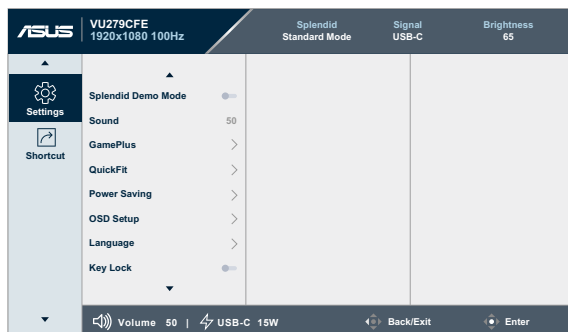 ASUS
VU279CFE
1920x1080 100Hz
Splendid
Standard Mode
Signal
USB-C
Brightness
65
Settings
Shortcut
Splendid Demo Mode
Sound 50
GamePlus
QuickFit
Power Saving
OSD Setup
Language
Key Lock
Volume 50 | USB-C 15W Back/Exit Enter